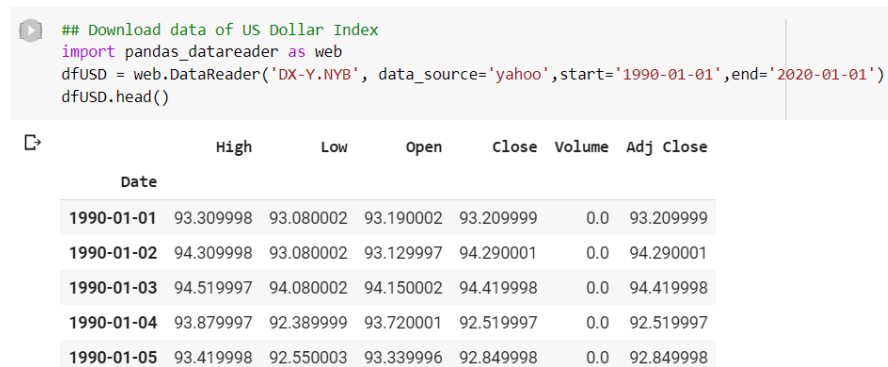 ## Download data of US Dollar Index
import pandas_datareader as web
dfUSD = web.DataReader('DX-Y.NYB', data_source='yahoo',start='1990-01-01',end='2020-01-01')
dfUSD.head()
High Low Open Close Volume Adj Close
Date
1990-01-01 93.309998 93.080002 93.190002 93.209999 0.0 93.209999
1990-01-02 94.309998 93.080002 93.129997 94.290001 0.0 94.290001
1990-01-03 94.519997 94.080002 94.150002 94.419998 0.0 94.419998
1990-01-04 93.879997 92.389999 93.720001 92.519997 0.0 92.519997
1990-01-05 93.419998 92.550003 93.339996 92.849998 0.0 92.849998